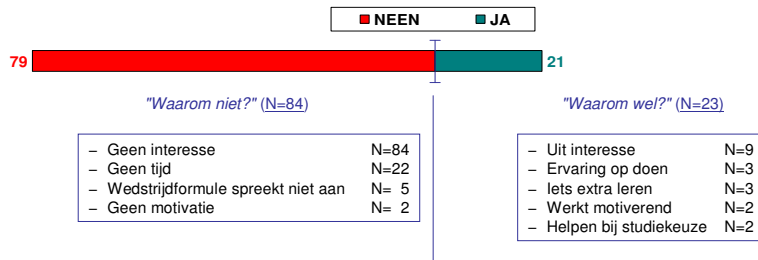 NEEN JA
79 21
"Waarom niet?" (N=84)
– Geen interesse N=84
– Geen tijd N=22
– Wedstrijdformule spreekt niet aan N= 5
– Geen motivatie N= 2
"Waarom wel?" (N=23)
– Uit interesse N=9
– Ervaring op doen N=3
– Iets extra leren N=3
– Werkt motiverend N=2
– Helpen bij studiekeuze N=2